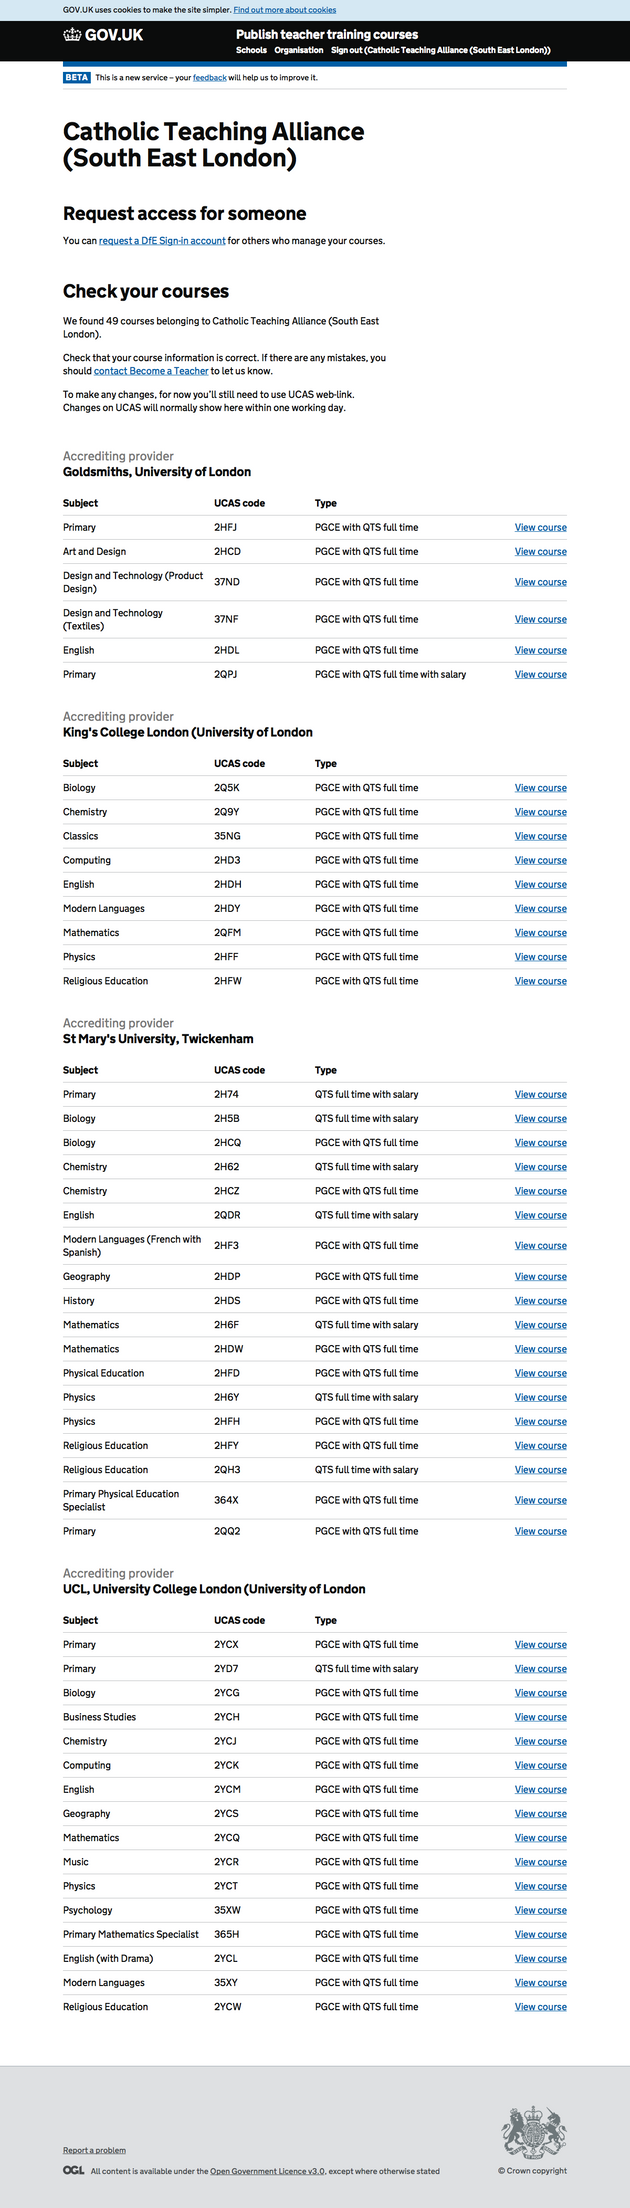 GOV.UK uses cookies to make the site simpler. Find out more about cookies
GOV.UK
Publish teacher training courses
Schools Organisation Sign out (Catholic Teaching Alliance (South East London))
BETA This is a new service – your feedback will help us to improve it.
Catholic Teaching Alliance
(South East London)
Request access for someone
You can request a DfE Sign-in account for others who manage your courses.
Check your courses
We found 49 courses belonging to Catholic Teaching Alliance (South East
London).
Check that your course information is correct. If there are any mistakes, you
should contact Become a Teacher to let us know.
To make any changes, for now you'll still need to use UCAS web-link.
Changes on UCAS will normally show here within one working day.
Accrediting provider
Goldsmiths, University of London
Subject UCAS code Type
Primary 2HFJ PGCE with QTS full time View course
Art and Design 2HCD PGCE with QTS full time View course
Design and Technology (Product
Design) 37ND PGCE with QTS full time View course
Design and Technology
(Textiles) 37NF PGCE with QTS full time View course
English 2HDL PGCE with QTS full time View course
Primary 2QPJ PGCE with QTS full time with salary View course
Accrediting provider
King's College London (University of London
Subject UCAS code Type
Biology 2Q5K PGCE with QTS full time View course
Chemistry 2Q9Y PGCE with QTS full time View course
Classics 35NG PGCE with QTS full time View course
Computing 2HD3 PGCE with QTS full time View course
English 2HDH PGCE with QTS full time View course
Modern Languages 2HDY PGCE with QTS full time View course
Mathematics 2QFM PGCE with QTS full time View course
Physics 2HFF PGCE with QTS full time View course
Religious Education 2HFW PGCE with QTS full time View course
Accrediting provider
St Mary's University, Twickenham
Subject UCAS code Type
Primary 2H74 QTS full time with salary View course
Biology 2H5B QTS full time with salary View course
Biology 2HCQ PGCE with QTS full time View course
Chemistry 2H62 QTS full time with salary View course
Chemistry 2HCZ PGCE with QTS full time View course
English 2QDR QTS full time with salary View course
Modern Languages (French with
Spanish) 2HF3 PGCE with QTS full time View course
Geography 2HDP PGCE with QTS full time View course
History 2HDS PGCE with QTS full time View course
Mathematics 2H6F QTS full time with salary View course
Mathematics 2HDW PGCE with QTS full time View course
Physical Education 2HFD PGCE with QTS full time View course
Physics 2H6Y QTS full time with salary View course
Physics 2HFH PGCE with QTS full time View course
Religious Education 2HFY PGCE with QTS full time View course
Religious Education 2QH3 QTS full time with salary View course
Primary Physical Education
Specialist 364X PGCE with QTS full time View course
Primary 2QQ2 PGCE with QTS full time View course
Accrediting provider
UCL, University College London (University of London
Subject UCAS code Type
Primary 2YCX PGCE with QTS full time View course
Primary 2YD7 QTS full time with salary View course
Biology 2YCG PGCE with QTS full time View course
Business Studies 2YCH PGCE with QTS full time View course
Chemistry 2YCJ PGCE with QTS full time View course
Computing 2YCK PGCE with QTS full time View course
English 2YCM PGCE with QTS full time View course
Geography 2YCS PGCE with QTS full time View course
Mathematics 2YCQ PGCE with QTS full time View course
Music 2YCR PGCE with QTS full time View course
Physics 2YCT PGCE with QTS full time View course
Psychology 35XW PGCE with QTS full time View course
Primary Mathematics Specialist 365H PGCE with QTS full time View course
English (with Drama) 2YCL PGCE with QTS full time View course
Modern Languages 35XY PGCE with QTS full time View course
Religious Education 2YCW PGCE with QTS full time View course
Report a problem
OGL All content is available under the Open Government Licence v3.0, except where otherwise stated
© Crown copyright